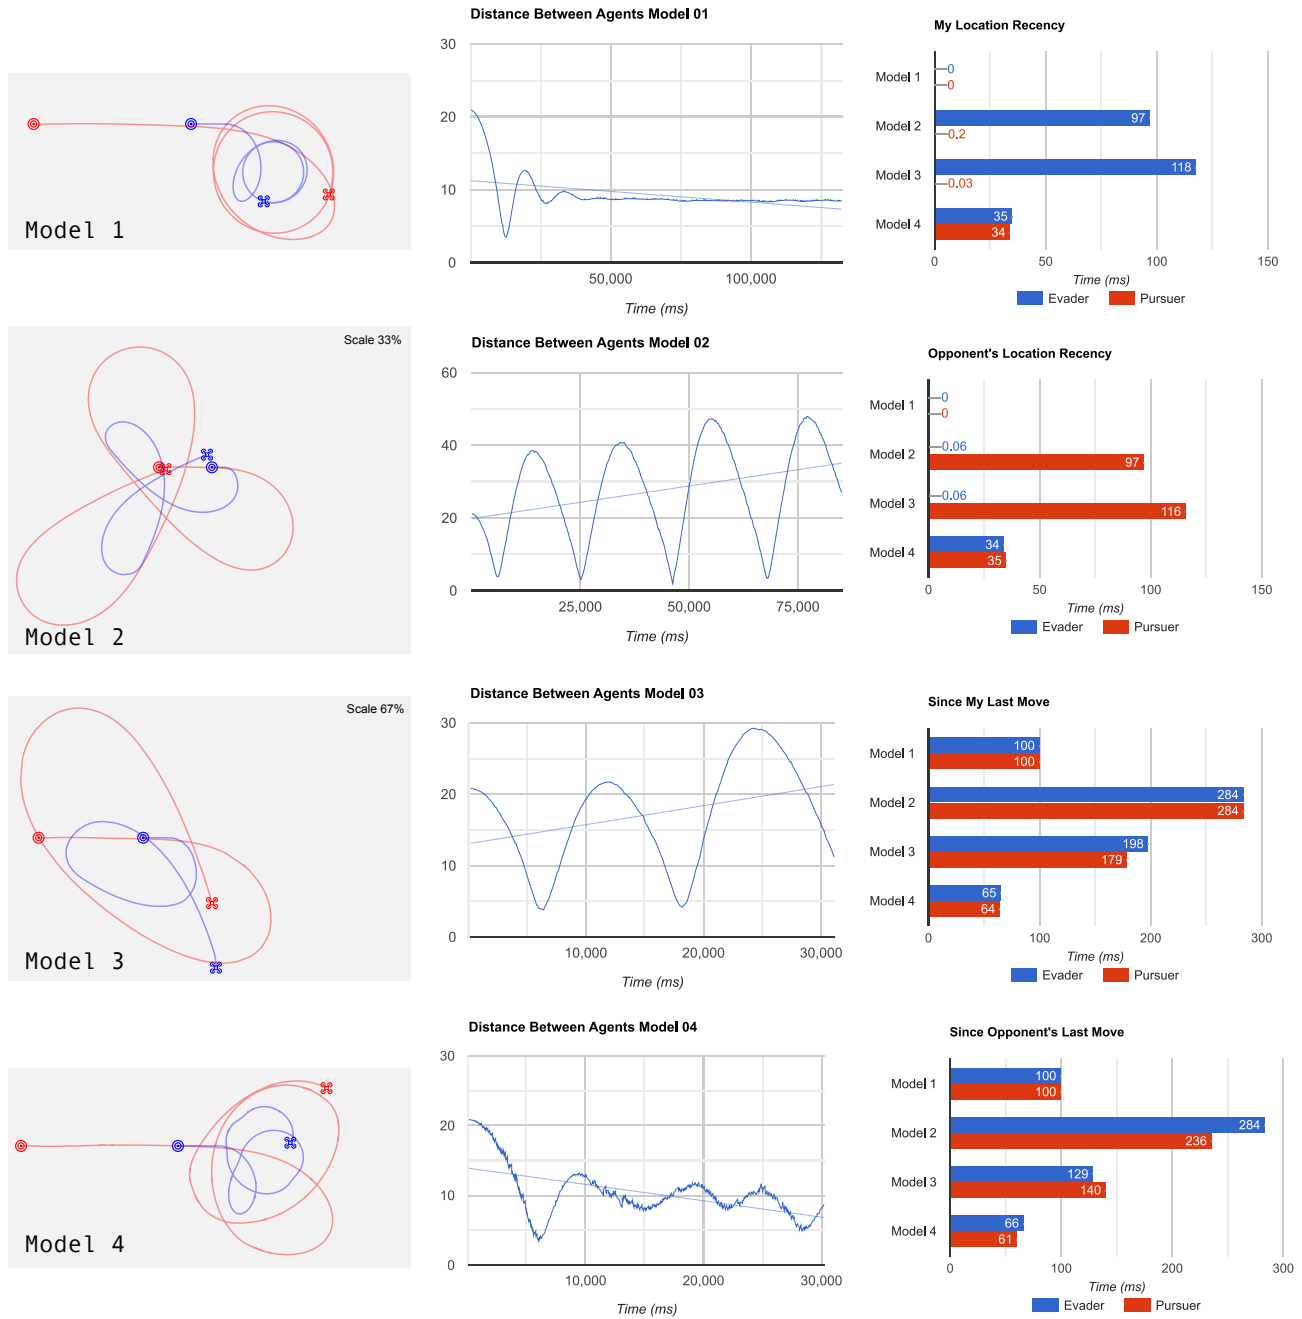 Model 1
Distance Between Agents Model 01
30
20
10
0
50,000
100,000
Time (ms)
My Location Recency
Model 1
0
0
Model 2
97
0.2
Model 3
118
0.03
Model 4
35
34
0
50
100
150
Time (ms)
Evader
Pursuer
Scale 33%
Model 2
Distance Between Agents Model 02
60
40
20
0
25,000
50,000
75,000
Time (ms)
Opponent's Location Recency
Model 1
0
0
Model 2
0.06
97
Model 3
0.06
116
Model 4
34
35
0
50
100
150
Time (ms)
Evader
Pursuer
Scale 67%
Model 3
Distance Between Agents Model 03
30
20
10
0
10,000
20,000
30,000
Time (ms)
Since My Last Move
Model 1
100
100
Model 2
284
284
Model 3
198
179
Model 4
65
64
0
100
200
300
Time (ms)
Evader
Pursuer
Model 4
Distance Between Agents Model 04
30
20
10
0
10,000
20,000
30,000
Time (ms)
Since Opponent's Last Move
Model 1
100
100
Model 2
284
236
Model 3
129
140
Model 4
66
61
0
100
200
300
Time (ms)
Evader
Pursuer